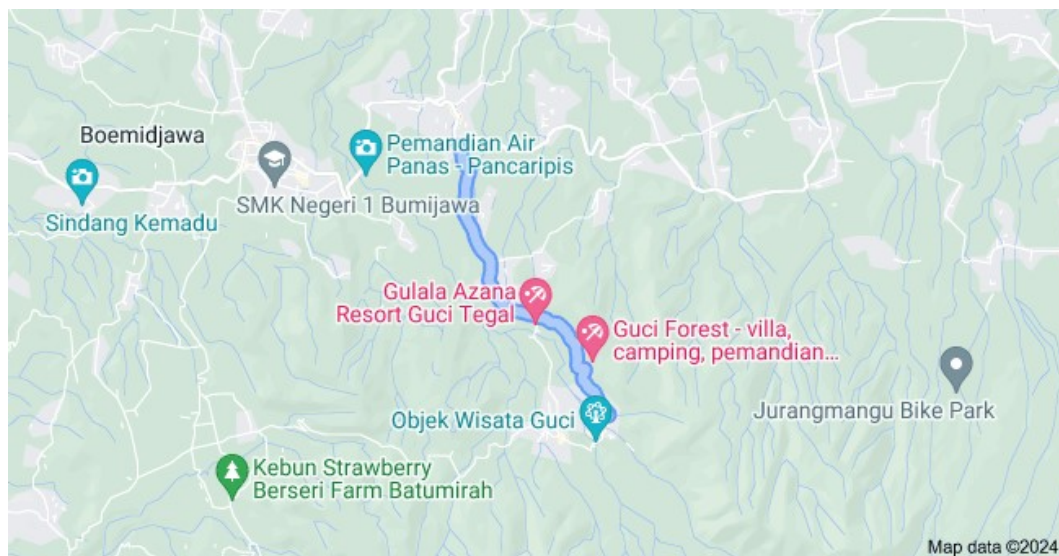 Boemidjawa
Pemandian Air
Panas - Pancaripis
SMK Negeri 1 Bumijawa
Sindang Kemadu
Gulala Azana
Resort Guci Tegal
Guci Forest - villa,
camping, pemandian...
Jurangmangu Bike Park
Objek Wisata Guci
Kebun Strawberry
Berseri Farm Batumirah
Map data ©2024